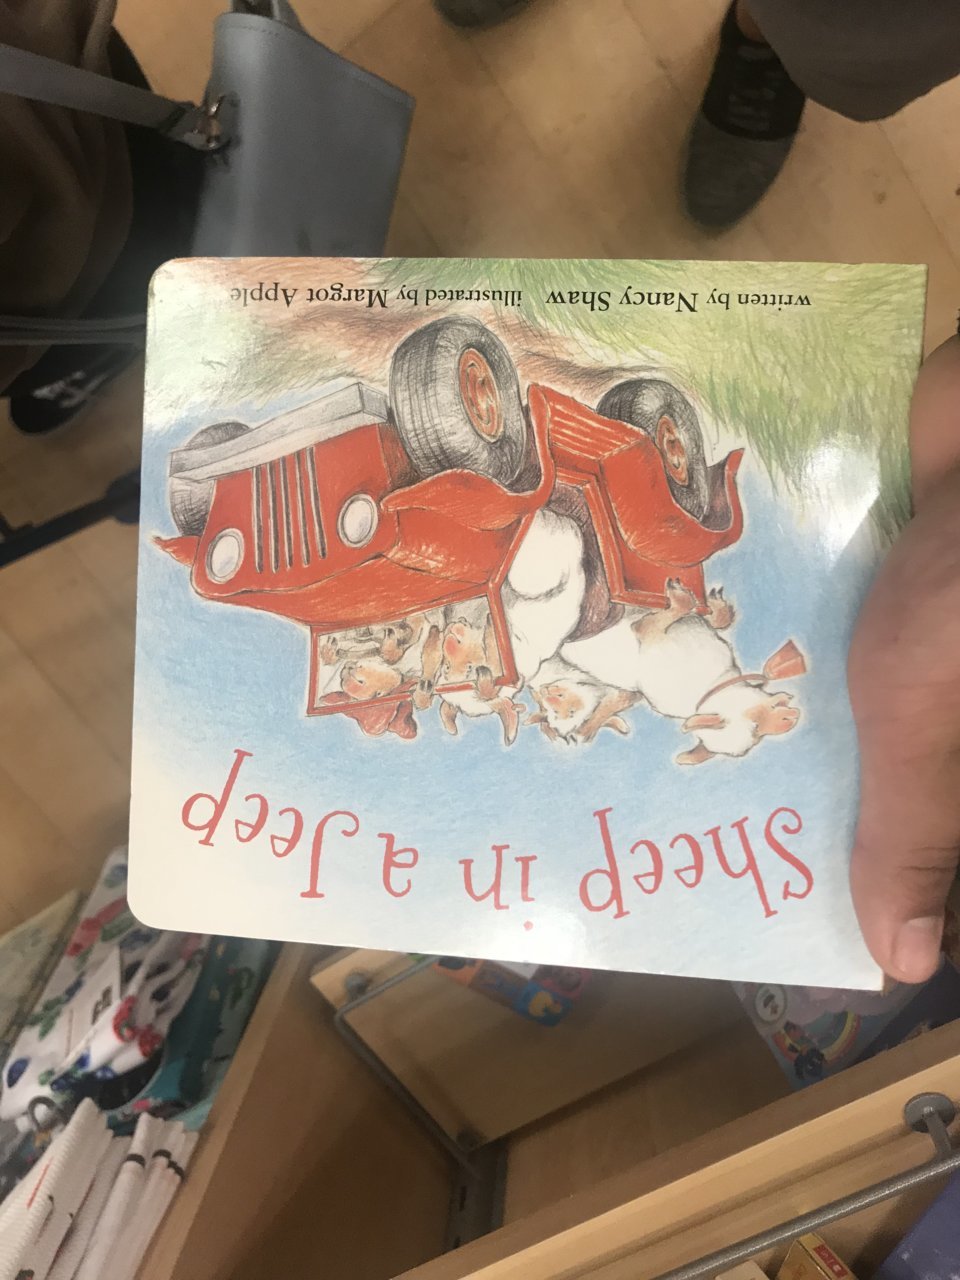 Sheep in a Jeep
written by Nancy Shaw illustrated by Margot Apple